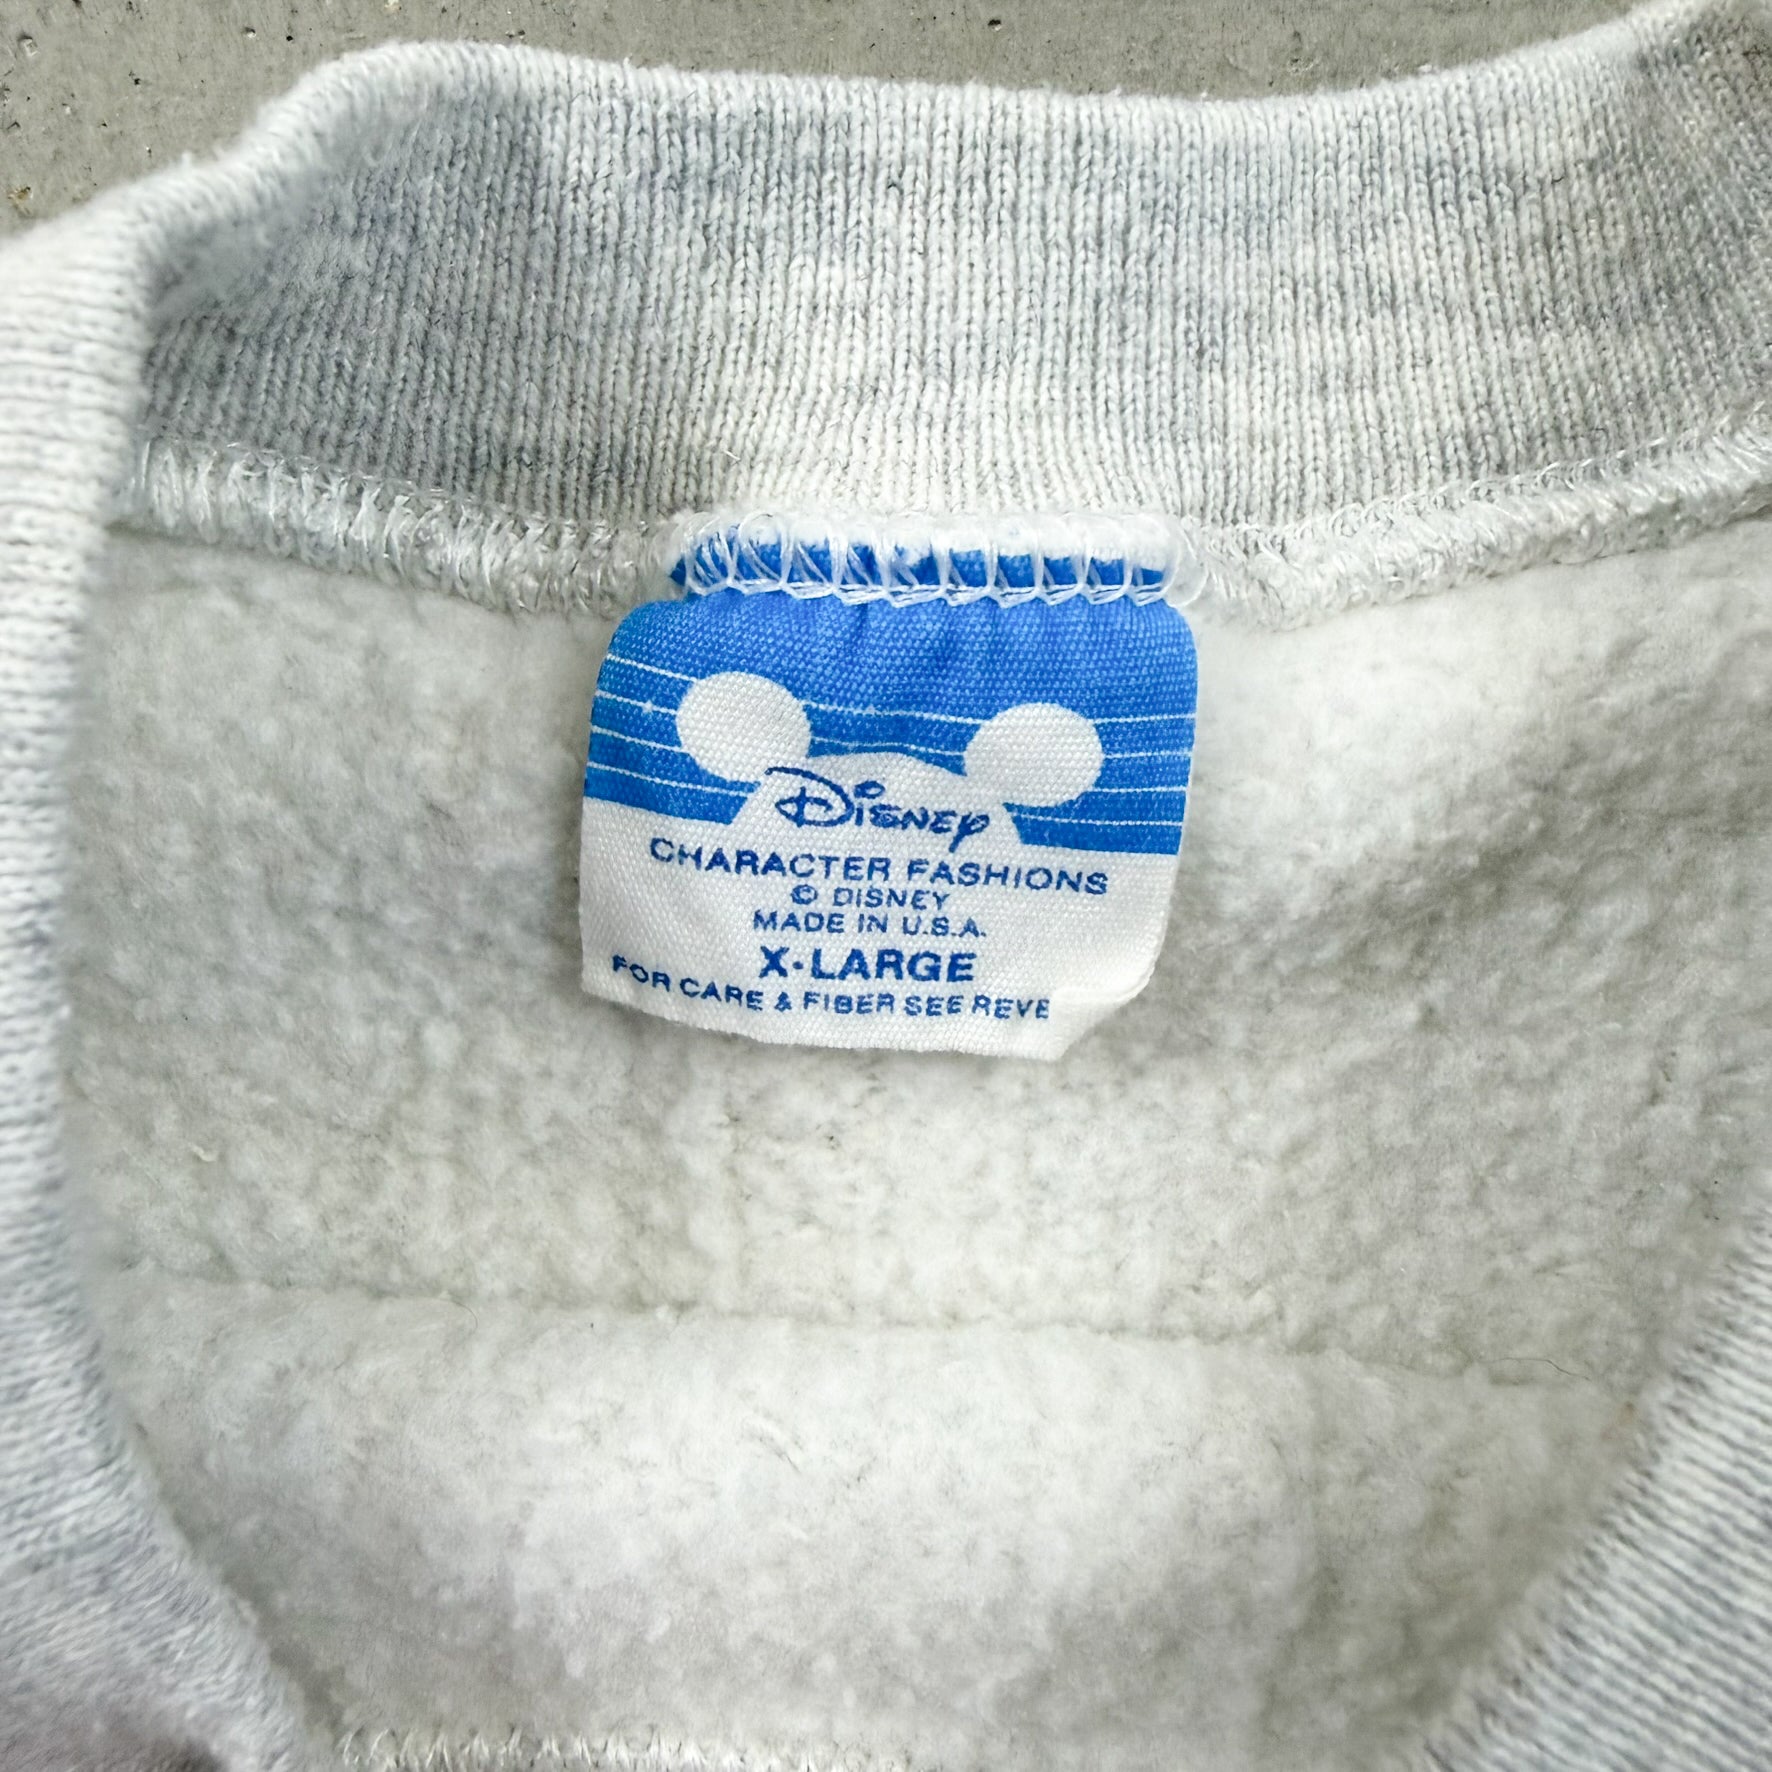 Disney
CHARACTER FASHIONS
© DISNEY
MADE IN U.S.A.
X-LARGE
FOR CARE & FIBER SEE REVE